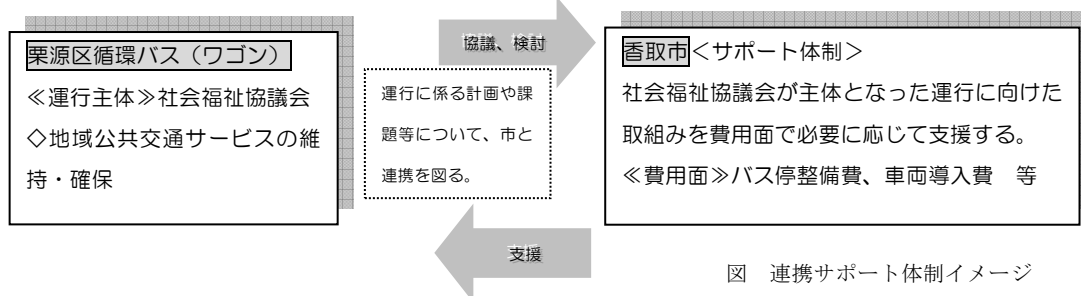 栗源区循環バス（ワゴン）
≪運行主体≫社会福祉協議会
◇地域公共交通サービスの維
持・確保
協議、検討
運行に係る計画や課
題等について、市と
連携を図る。
支援
香取市＜サポート体制＞
社会福祉協議会が主体となった運行に向けた
取組みを費用面で必要に応じて支援する。
≪費用面≫バス停整備費、車両導入費　等
図　連携サポート体制イメージ